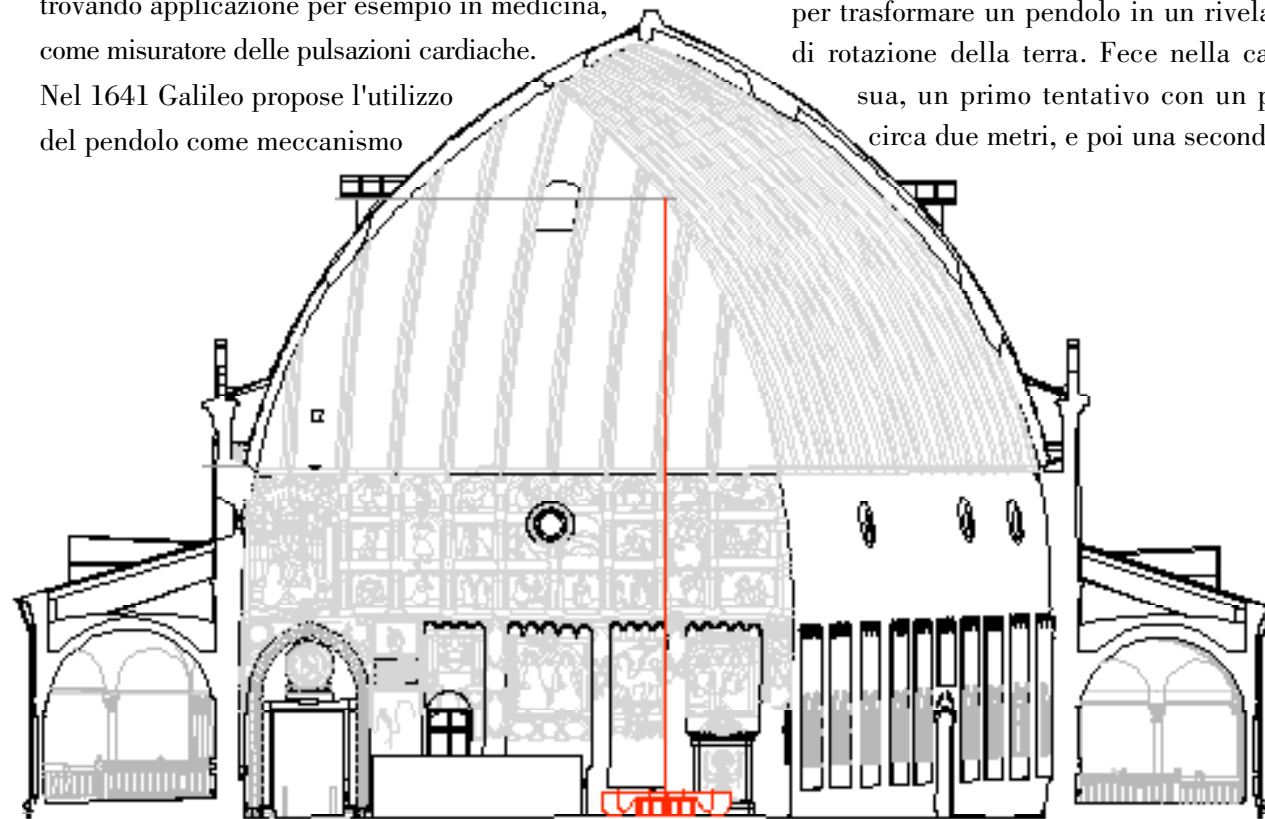 trovando applicazione per esempio in medicina,
come misuratore delle pulsazioni cardiache.
Nel 1641 Galileo propose l'utilizzo
del pendolo come meccanismo
per trasformare un pendolo in un
di rotazione della terra. Fece nella
sua, un primo tentativo con un
circa due metri, e poi una